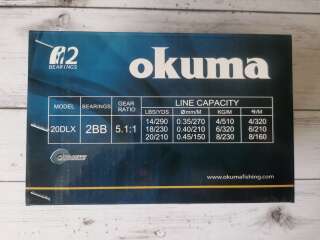 2
BEARINGS
okuma
MODEL BEARINGS GEAR RATIO LINE CAPACITY
LBS/YDS Ømm/M KG/M 号/M
20DLX 2BB 5.1:1
14/290 0.35/270 4/510 4/320
18/230 0.40/210 6/320 6/210
20/210 0.45/150 8/230 8/160
www.okumafishing.com